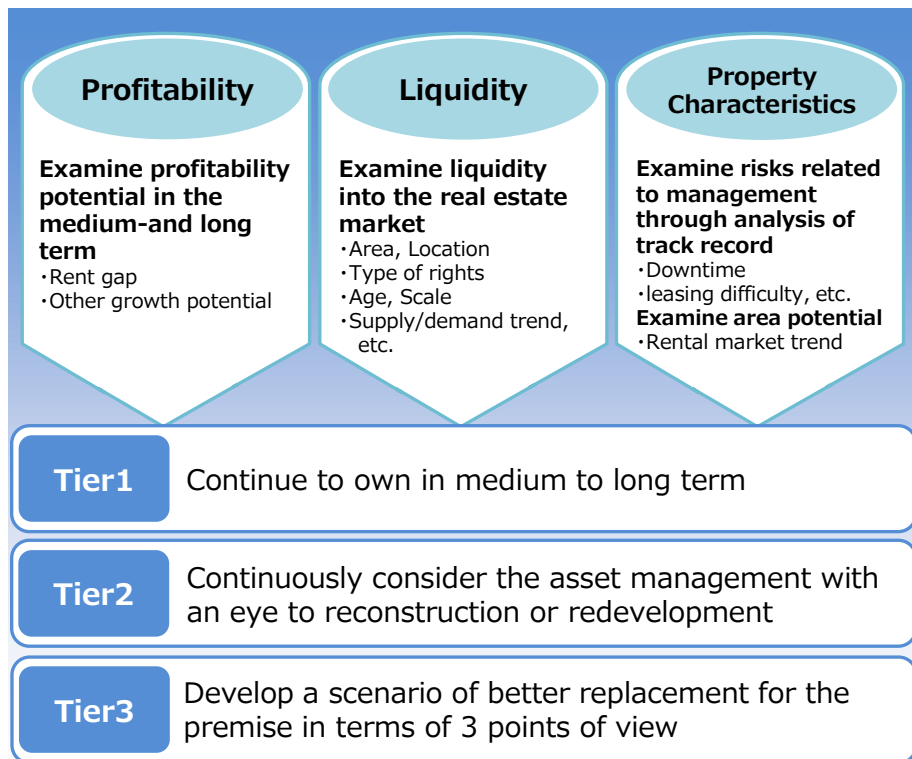 Profitability
Examine profitability
potential in the
medium-and long
term
・Rent gap
・Other growth potential
Liquidity
Examine liquidity
into the real estate
market
・Area, Location
・Type of rights
・Age, Scale
・Supply/demand trend,
etc.
Property
Characteristics
Examine risks related
to management
through analysis of
track record
・Downtime
・leasing difficulty, etc.
Examine area potential
・Rental market trend
Tier1
Continue to own in medium to long term
Tier2
Continuously consider the asset management with
an eye to reconstruction or redevelopment
Tier3
Develop a scenario of better replacement for the
premise in terms of 3 points of view